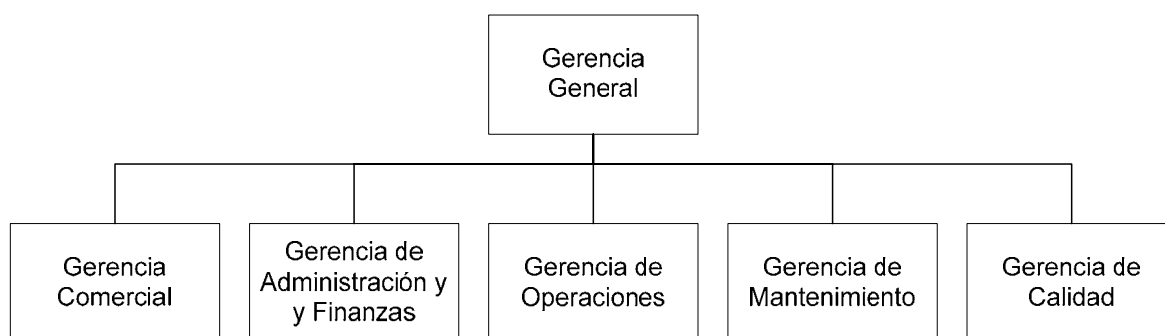 Gerencia
General
Gerencia
Comercial
Gerencia de
Administración y
y Finanzas
Gerencia de
Operaciones
Gerencia de
Mantenimiento
Gerencia de
Calidad